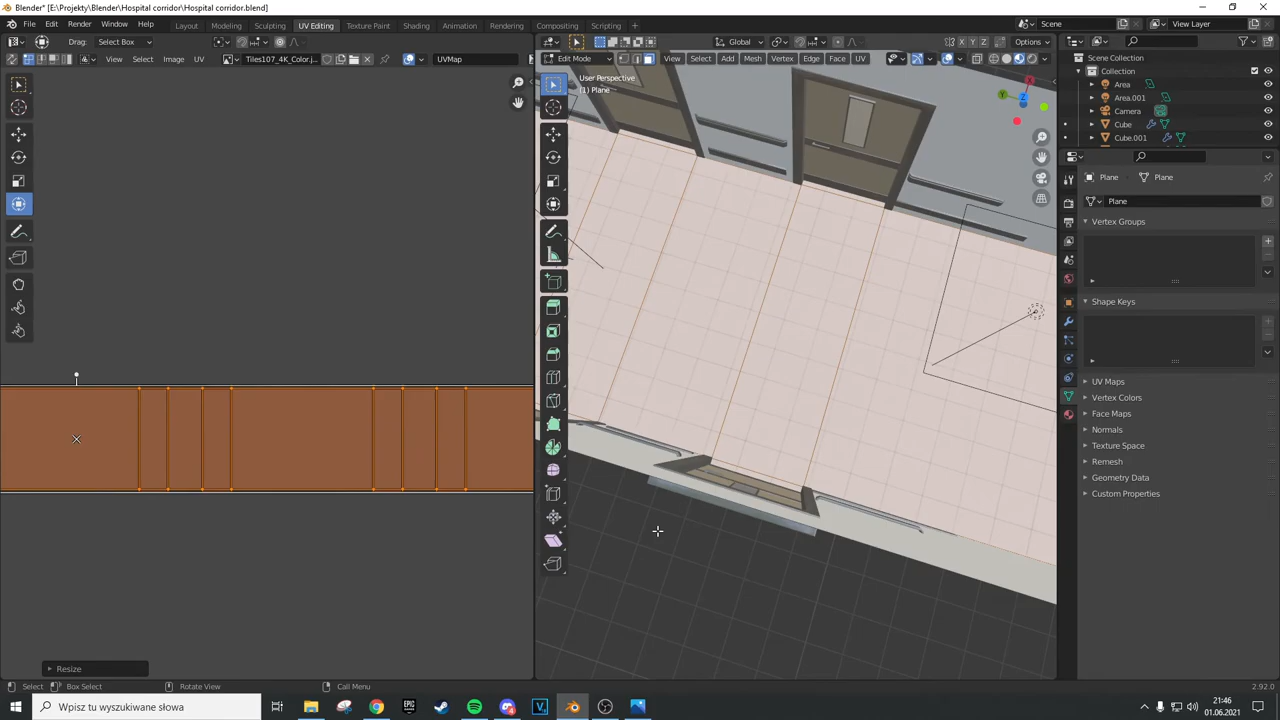 Blender* [E:\Projekty\Blender\Hospital corridor\Hospital corridor.blend]
File Edit Render Window Help Layout Modeling Sculpting UV Editing Texture Paint Shading Animation Rendering Compositing Scripting + Scene View Layer
Drag: Select Box Global X Y Z Options
View Select Image UV Tiles107_4K_Color.j... UVMap Edit Mode View Select Add Mesh Vertex Edge Face UV
Scene Collection
Collection
Area
Area.001
Camera
Cube
Cube.001
User Perspective
(1) Plane
X
Y
Z
Plane Plane
Plane
Vertex Groups
Shape Keys
UV Maps
Vertex Colors
Face Maps
Normals
Texture Space
Remesh
Geometry Data
Custom Properties
Resize
Select Box Select Rotate View Call Menu 2.92.0
Wpisz tu wyszukiwane słowa
EPIC
V
21:46
01.06.2021